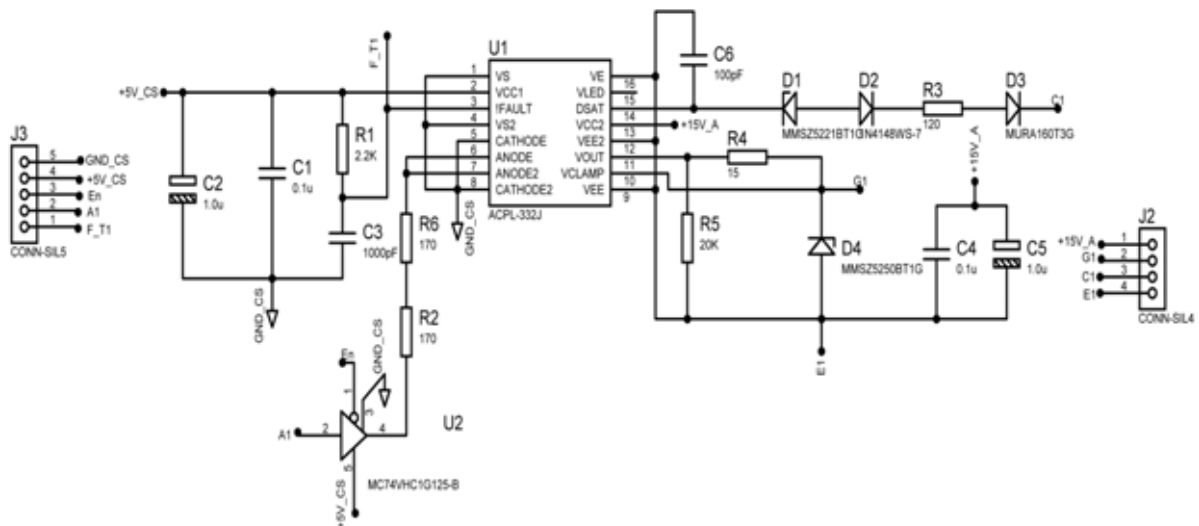 U1
F_T1
1 VS
2 VCC1
3 !FAULT
4 VS2
5 CATHODE
6 ANODE
7 ANODE2
8 CATHODE2
VE 16
VLED 15
DSAT 14
VCC2 13
VEE2 12
VOUT 11
VCLAMP 10
VEE 9
ACPL-332J
C6
100pF
D1
MMSZ5221BT1G
D2
IN4148WS-7
R3
120
D3
MURA160T3G
C1
+5V_CS
J3
5 GND_CS
4 +5V_CS
3 En
2 A1
1 F_T1
CONN-SIL5
C2
1.0u
C1
0.1u
R1
2.2K
C3
1000pF
GND_CS
GND_CS
R6
170
R2
170
+15V_A
R4
15
G1
R5
20K
D4
MMSZ5250BT1G
E1
+15V_A
C4
0.1u
C5
1.0u
J2
+15V_A 1
G1 2
C1 3
E1 4
CONN-SIL4
En
1
GND_CS
3
A1
2
4
5
+5V_CS
U2
MC74VHC1G125-B